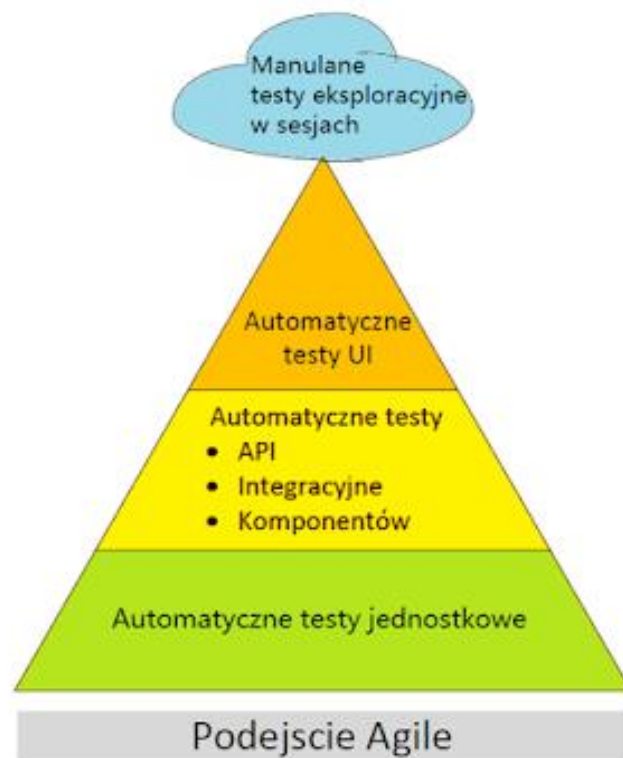 Manulane
testy eksploracyjne
w sesjach
Automatyczne
testy UI
Automatyczne testy
• API
• Integracyjne
• Komponentów
Automatyczne testy jednostkowe
Podejscie Agile